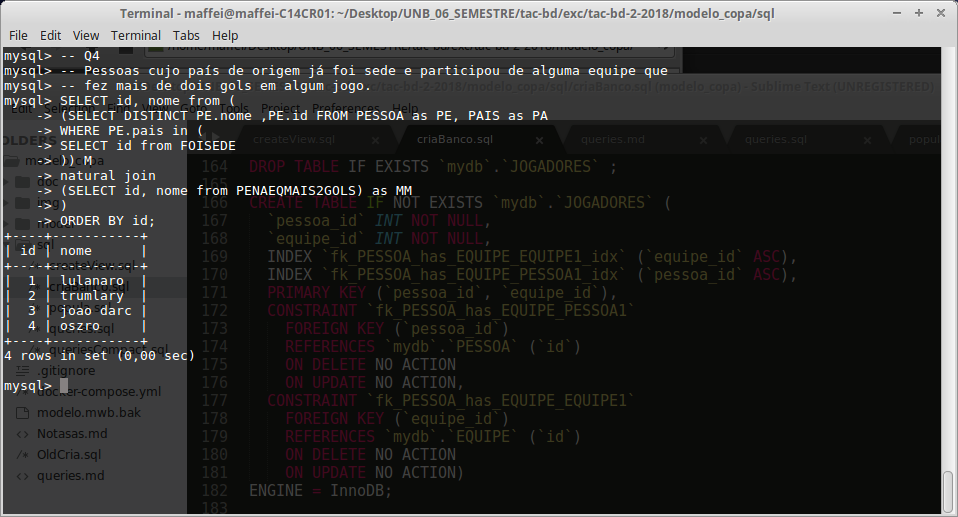 Terminal - maffei@maffei-C14CR01: ~/Desktop/UNB_06_SEMESTRE/tac-bd/exc/tac-bd-2-2018/modelo_copa/sql
File Edit View Terminal Tabs Help
mysql> -- Q4
mysql> -- Pessoas cujo país de origem já foi sede e participou de alguma equipe que
mysql> -- fez mais de dois gols em algum jogo.
mysql> SELECT id, nome from (
-> (SELECT DISTINCT PE.nome ,PE.id FROM PESSOA as PE, PAIS as PA
-> WHERE PE.pais in (
-> SELECT id from FOISEDE
-> )) M
-> natural join
-> (SELECT id, nome from PENAEQMAIS2GOLS) as MM
-> )
-> ORDER BY id;
+----+-----------+
| id | nome |
+----+-----------+
| 1 | lulanaro |
| 2 | trumlary |
| 3 | joao darc |
| 4 | oszro |
+----+-----------+
4 rows in set (0,00 sec)
mysql>
.gitignore
docker-compose.yml
modelo.mwb.bak
Notasas.md
OldCria.sql
queries.md
createView.sql
criaBanco.sql
queries.md
queries.sql
164 DROP TABLE IF EXISTS `mydb`.`JOGADORES` ;
165
166 CREATE TABLE IF NOT EXISTS `mydb`.`JOGADORES` (
167 `pessoa_id` INT NOT NULL,
168 `equipe_id` INT NOT NULL,
169 INDEX `fk_PESSOA_has_EQUIPE_EQUIPE1_idx` (`equipe_id` ASC),
170 INDEX `fk_PESSOA_has_EQUIPE_PESSOA1_idx` (`pessoa_id` ASC),
171 PRIMARY KEY (`pessoa_id`, `equipe_id`),
172 CONSTRAINT `fk_PESSOA_has_EQUIPE_PESSOA1`
173 FOREIGN KEY (`pessoa_id`)
174 REFERENCES `mydb`.`PESSOA` (`id`)
175 ON DELETE NO ACTION
176 ON UPDATE NO ACTION,
177 CONSTRAINT `fk_PESSOA_has_EQUIPE_EQUIPE1`
178 FOREIGN KEY (`equipe_id`)
179 REFERENCES `mydb`.`EQUIPE` (`id`)
180 ON DELETE NO ACTION
181 ON UPDATE NO ACTION)
182 ENGINE = InnoDB;
183